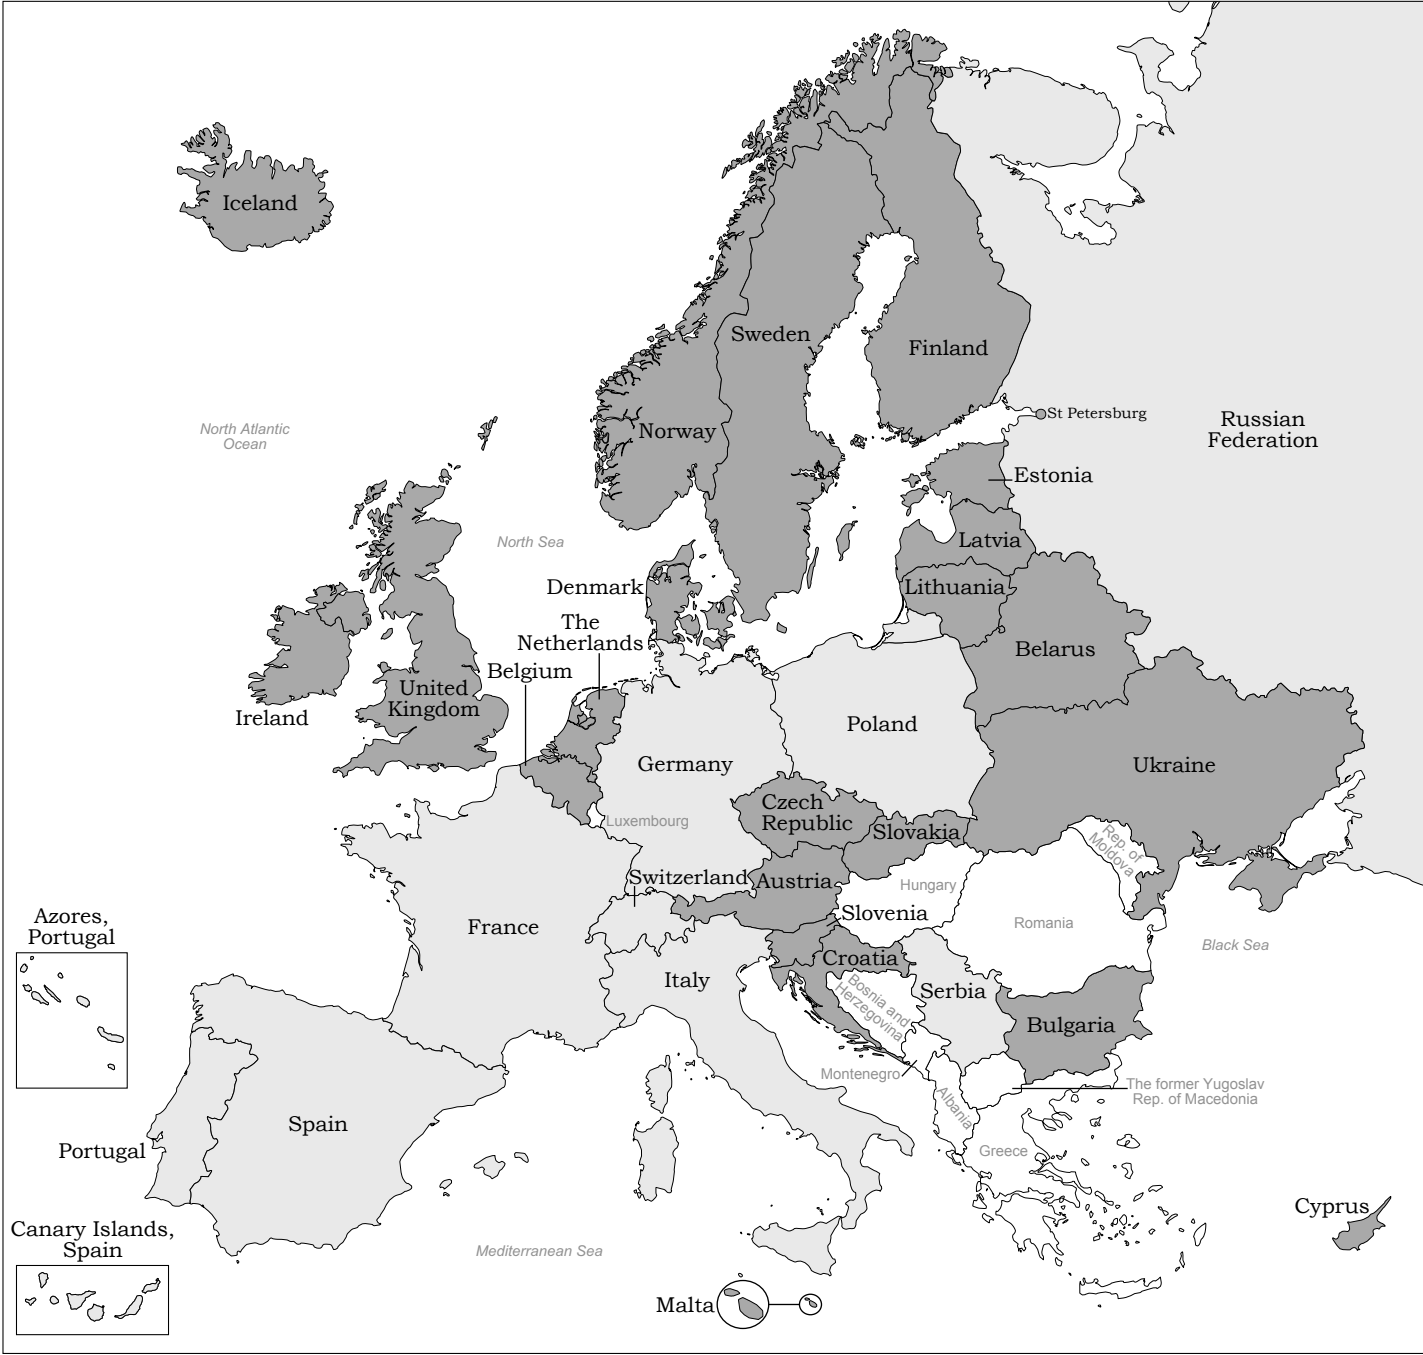 Iceland
Sweden
Finland
St Petersburg
Russian
Federation
North Atlantic
Ocean
Norway
Estonia
North Sea
Latvia
Denmark
Lithuania
The
Netherlands
Belarus
Belgium
United
Kingdom
Ireland
Poland
Germany
Ukraine
Czech
Republic
Luxembourg
Slovakia
Rep. of
Moldova
Switzerland
Austria
Hungary
Azores,
Portugal
France
Slovenia
Romania
Black Sea
Croatia
Italy
Serbia
Bosnia and
Herzegovina
Bulgaria
Montenegro
The former Yugoslav
Rep. of Macedonia
Albania
Spain
Portugal
Greece
Cyprus
Canary Islands,
Spain
Mediterranean Sea
Malta